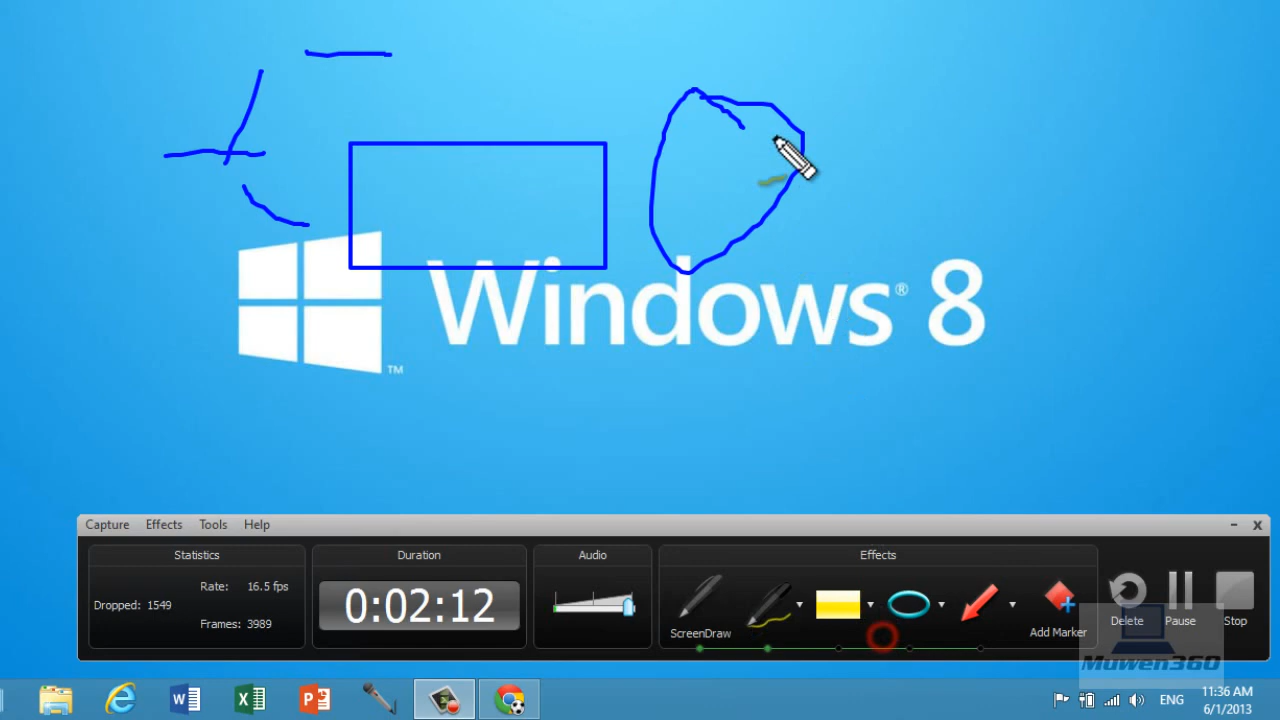 Windows® 8
TM
Capture Effects Tools Help
Statistics
Duration
Audio
Effects
Rate: 16.5 fps
Dropped: 1549
Frames: 3989
0:02:12
ScreenDraw
Add Marker
Delete
Pause
Stop
Muwen360
ENG
11:36 AM
6/1/2013